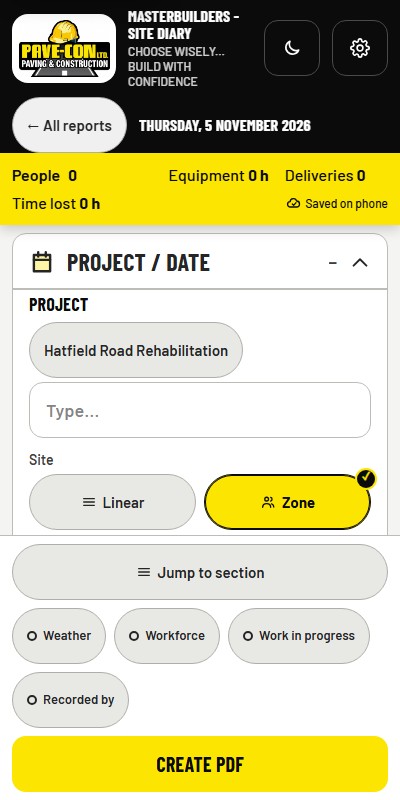 PAVE-CON LTD.
PAVING & CONSTRUCTION
MASTERBUILDERS -
SITE DIARY
CHOOSE WISELY...
BUILD WITH
CONFIDENCE
← All reports
THURSDAY, 5 NOVEMBER 2026
People 0
Equipment 0 h
Deliveries 0
Time lost 0 h
Saved on phone
PROJECT / DATE
–
PROJECT
Hatfield Road Rehabilitation
Type...
Site
Linear
Zone
Jump to section
Weather
Workforce
Work in progress
Recorded by
CREATE PDF